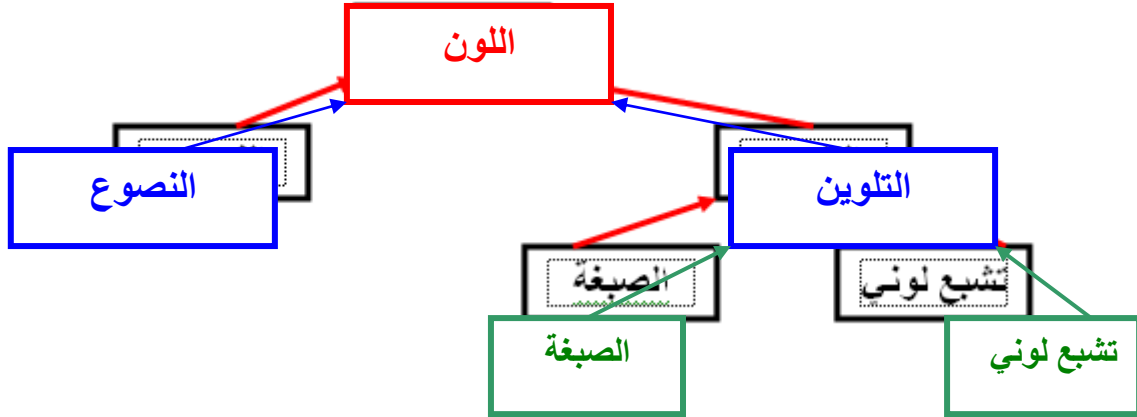 اللون
التلوين
النصوع
تشبع لوني
الصبغة
تشبع لوني
الصبغة